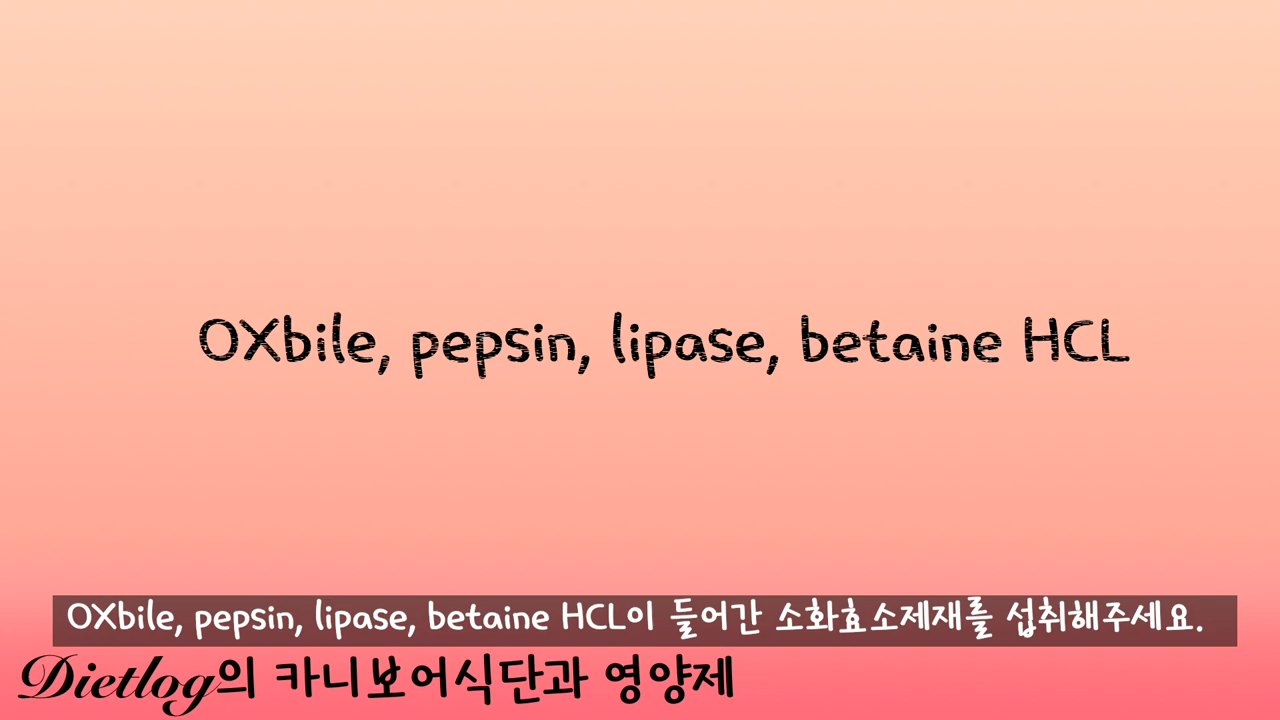 OXbile, pepsin, lipase, betaine HCL
OXbile, pepsin, lipase, betaine HCL이 들어간 소화효소제재를 섭취해주세요.
Dietlog의 카니보어식단과 영양제